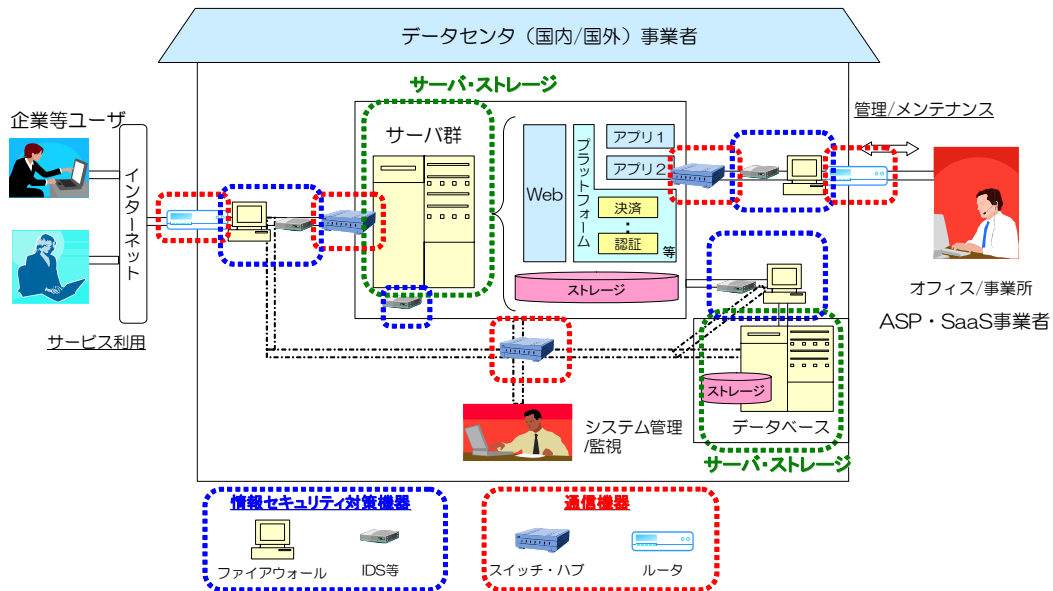 データセンタ（国内/国外）事業者
サーバ・ストレージ
管理/メンテナンス
企業等ユーザ
サーバ群
アプリ１
アプリ２
Web
プラットフォーム
決済
：
認証
等
インターネット
ストレージ
オフィス/事業所
ASP・SaaS事業者
サービス利用
ストレージ
システム管理
/監視
データベース
サーバ・ストレージ
情報セキュリティ対策機器
通信機器
ファイアウォール
IDS等
スイッチ・ハブ
ルータ